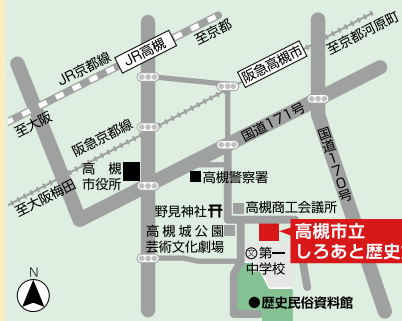 至京都
JR高槻
JR京都線
至大阪
至京都河原町
阪急高槻市
阪急京都線
至大阪梅田
国道171号
国道170号
高槻
市役所
高槻警察署
野見神社
高槻商工会議所
高槻城公園
芸術文化劇場
高槻市立
しろあと歴史
文 第一
中学校
歴史民俗資料館
N